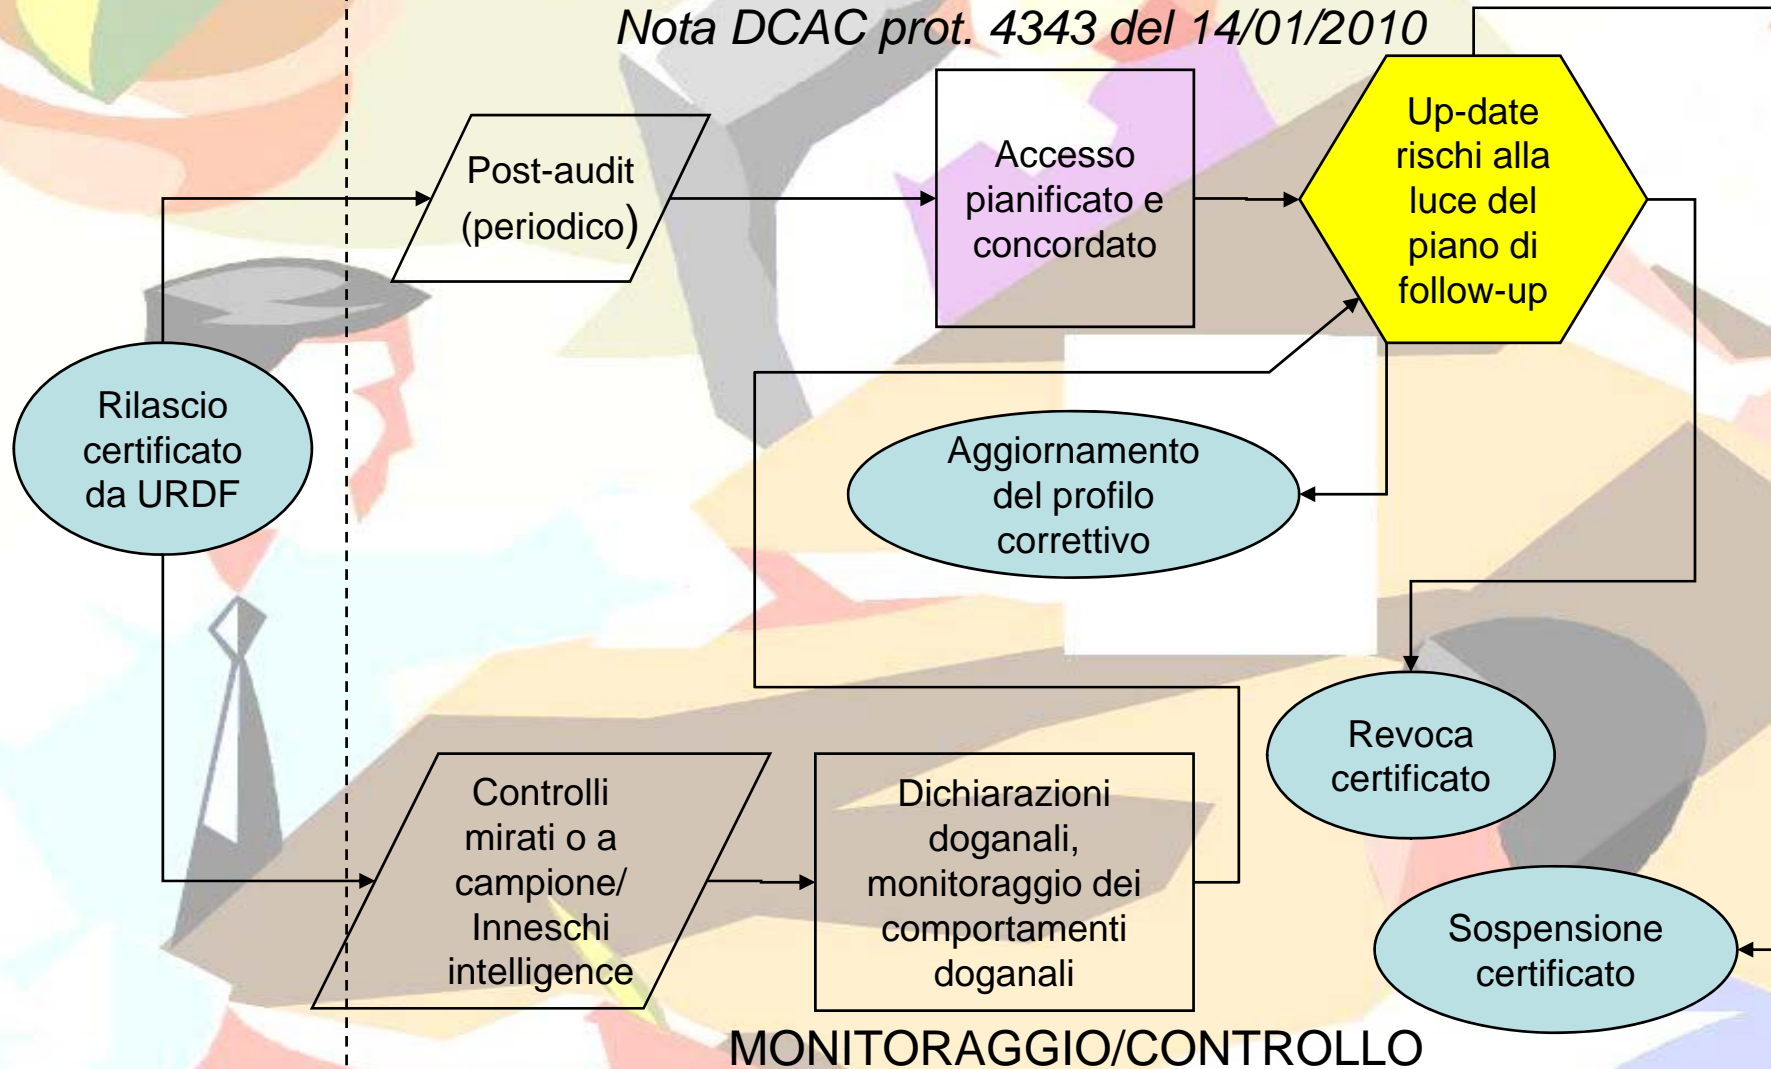 Nota DCAC prot. 4343 del 14/01/2010
Post-audit
(periodico)
Accesso
pianificato e
concordato
Up-date
rischi alla
luce del
piano di
follow-up
Rilascio
certificato
da URDF
Aggiornamento
del profilo
correttivo
Revoca
certificato
Controlli
mirati o a
campione/
Inneschi
intelligence
Dichiarazioni
doganali,
monitoraggio dei
comportamenti
doganali
Sospensione
certificato
MONITORAGGIO/CONTROLLO